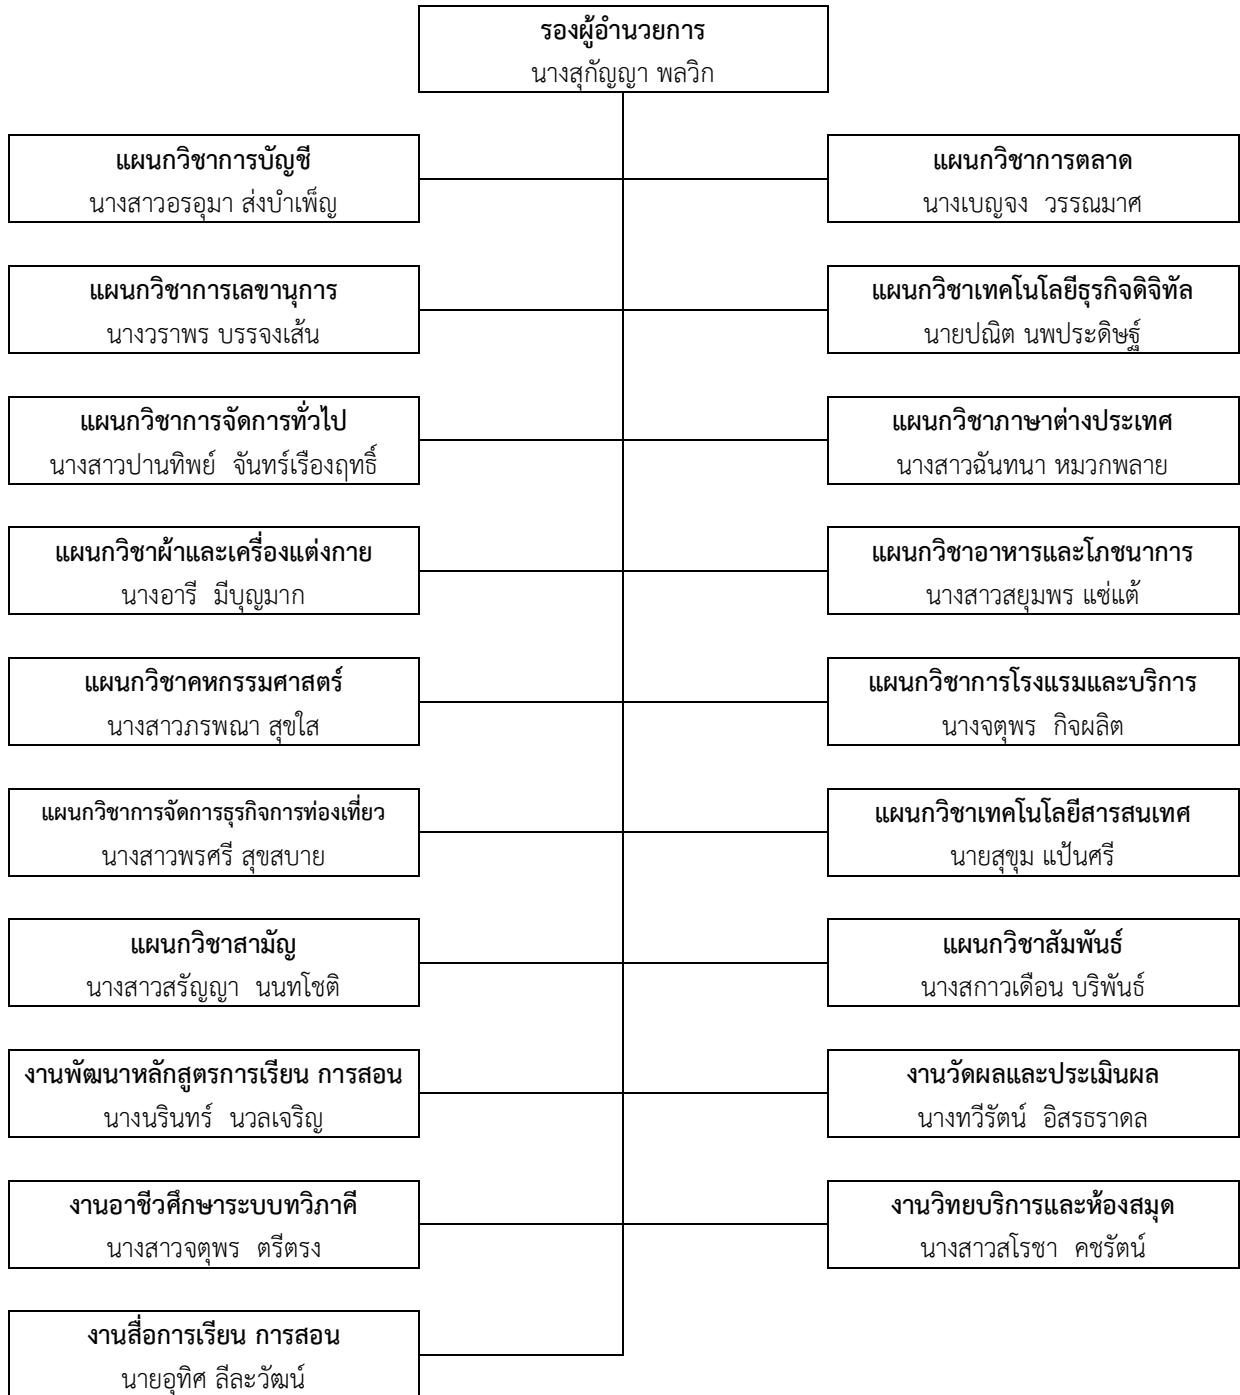 รองผู้อำนวยการ
นางสุกัญญา พลวิก
แผนกวิชาการบัญชี
นางสาวอรอุมา ส่งบำเพ็ญ
แผนกวิชาการตลาด
นางเบญจง วรรณมาศ
แผนกวิชาการเลขานุการ
นางวราพร บรรจงเส้น
แผนกวิชาเทคโนโลยีธุรกิจดิจิทัล
นายปณิต นพประดิษฐ์
แผนกวิชาการจัดการทั่วไป
นางสาวปานทิพย์ จันทร์เรืองฤทธิ์
แผนกวิชาภาษาต่างประเทศ
นางสาวฉันทนา หมวกพลาย
แผนกวิชาผ้าและเครื่องแต่งกาย
นางอารี มีบุญมาก
แผนกวิชาอาหารและโภชนาการ
นางสาวสยุมพร แซ่แต้
แผนกวิชาคหกรรมศาสตร์
นางสาวภรพณา สุขใส
แผนกวิชาการโรงแรมและบริการ
นางจตุพร กิจผลิต
แผนกวิชาการจัดการธุรกิจการท่องเที่ยว
นางสาวพรศรี สุขสบาย
แผนกวิชาเทคโนโลยีสารสนเทศ
นายสุขุม แป้นศรี
แผนกวิชาสามัญ
นางสาวสรัญญา นนทโชติ
แผนกวิชาสัมพันธ์
นางสกาวเดือน บริพันธ์
งานพัฒนาหลักสูตรการเรียน การสอน
นางนรินทร์ นวลเจริญ
งานวัดผลและประเมินผล
นางทวีรัตน์ อิสรธราดล
งานอาชีวศึกษาระบบทวิภาคี
นางสาวจตุพร ตรีตรง
งานวิทยบริการและห้องสมุด
นางสาวสโรชา คชรัตน์
งานสื่อการเรียน การสอน
นายอุทิศ ลีละวัฒน์